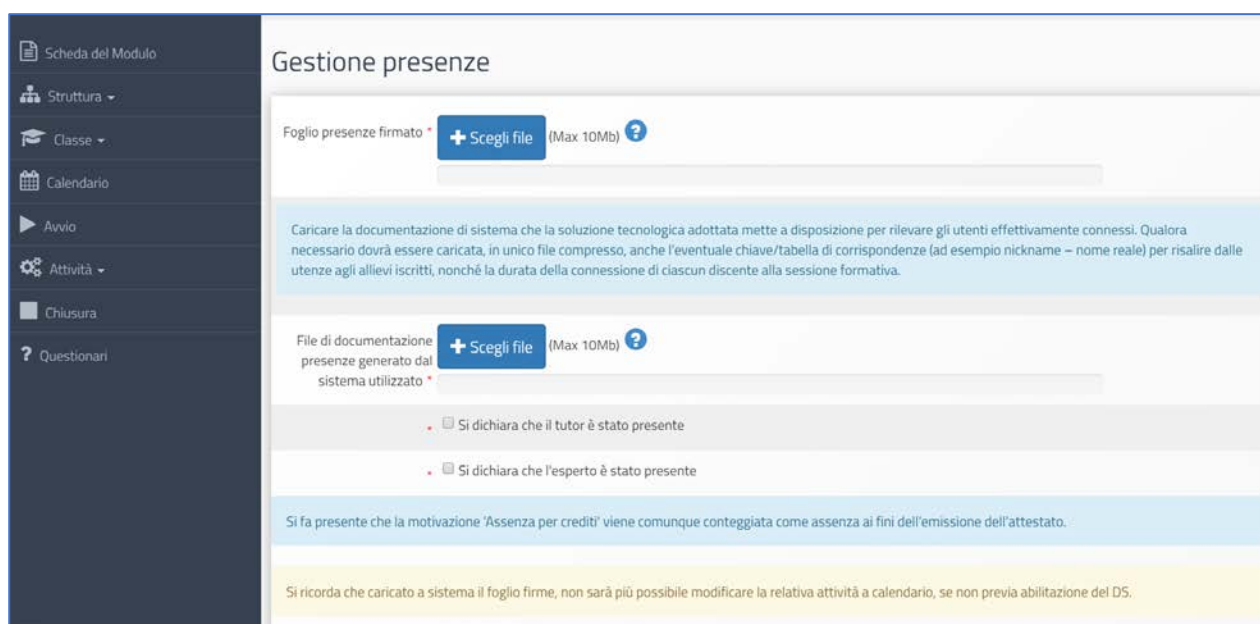 Scheda del Modulo
Struttura
Classe
Calendario
Avvio
Attività
Chiusura
? Questionari
Gestione presenze
Foglio presenze firmato *
+ Scegli file (Max 10Mb) ?
Caricare la documentazione di sistema che la soluzione tecnologica adottata mette a disposizione per rilevare gli utenti effettivamente connessi. Qualora
necessario dovrà essere caricata, in unico file compresso, anche l'eventuale chiave/tabella di corrispondenze (ad esempio nickname – nome reale) per risalire dalle
utenze agli allievi iscritti, nonché la durata della connessione di ciascun discente alla sessione formativa.
File di documentazione
presenze generato dal
sistema utilizzato *
+ Scegli file (Max 10Mb) ?
* Si dichiara che il tutor è stato presente
* Si dichiara che l'esperto è stato presente
Si fa presente che la motivazione 'Assenza per crediti' viene comunque conteggiata come assenza ai fini dell'emissione dell'attestato.
Si ricorda che caricato a sistema il foglio firme, non sarà più possibile modificare la relativa attività a calendario, se non previa abilitazione del DS.